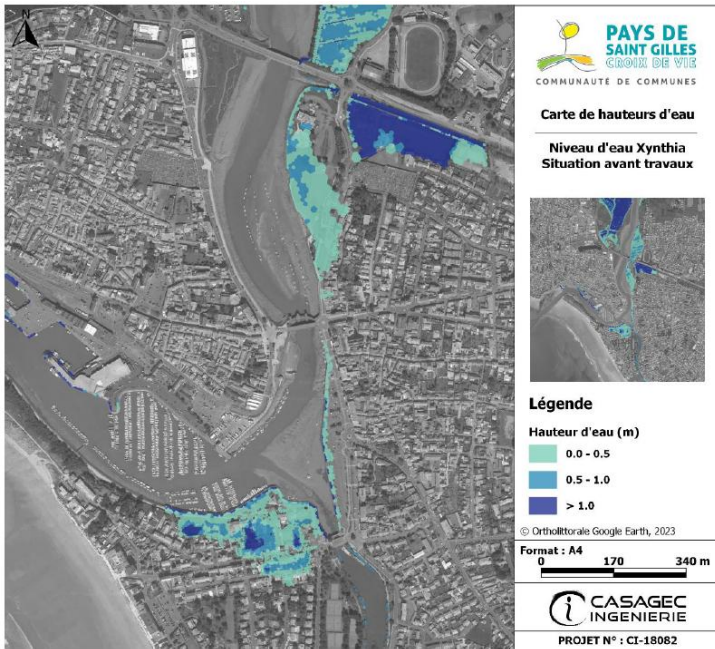 N
PAYS DE
SAINT GILLES
CROIX DE VIE
COMMUNAUTÉ DE COMMUNES
Carte de hauteurs d'eau
Niveau d'eau Xynthia
Situation avant travaux
Légende
Hauteur d'eau (m)
0.0 - 0.5
0.5 - 1.0
> 1.0
© Ortholittorale Google Earth, 2023
Format : A4
0 170 340 m
CASAGEC
INGENIERIE
PROJET N° : CI-18082